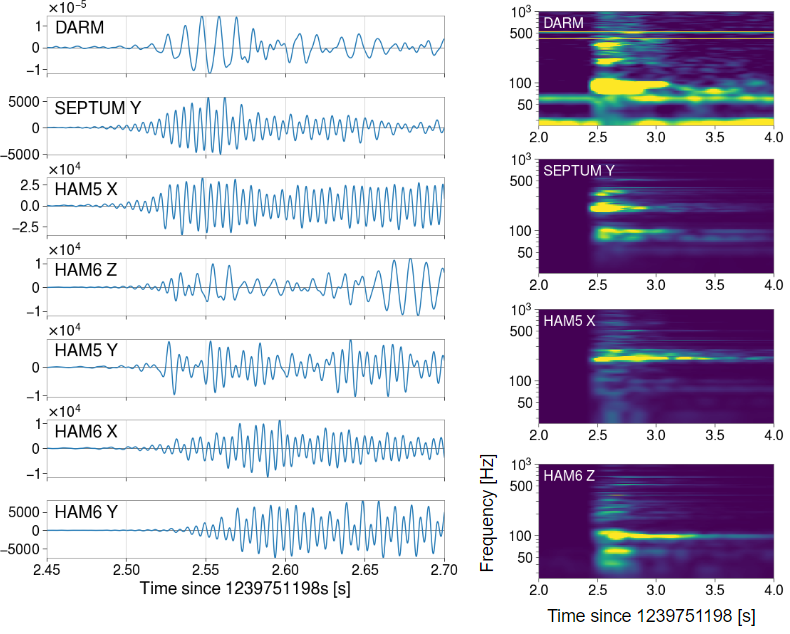 ×10⁻⁵
DARM
1
0
−1
SEPTUM Y
5000
0
−5000
×10⁴
HAM5 X
2.5
0.0
−2.5
×10⁴
HAM6 Z
1
0
−1
×10⁴
HAM5 Y
0
−1
×10⁴
HAM6 X
1
0
−1
HAM6 Y
5000
0
−5000
2.45 2.50 2.55 2.60 2.65 2.70
Time since 1239751198s [s]
Frequency [Hz]
10³
DARM
500
100
50
2.0 2.5 3.0 3.5 4.0
10³
SEPTUM Y
500
100
50
2.0 2.5 3.0 3.5 4.0
10³
HAM5 X
500
100
50
2.0 2.5 3.0 3.5 4.0
10³
HAM6 Z
500
100
50
2.0 2.5 3.0 3.5 4.0
Time since 1239751198 [s]